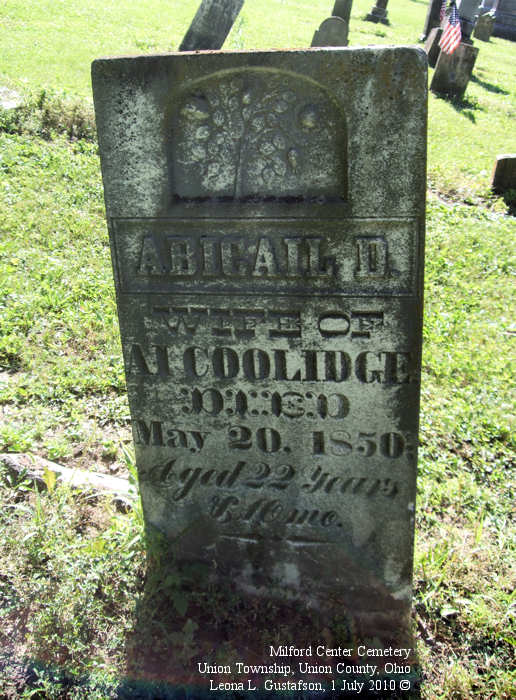 ABIGAIL D.
WIFE OF
AI COOLIDGE
DIED
May 20, 1850:
Aged 22 Years
& 10 mo.
Milford Center Cemetery
Union Township, Union County, Ohio
Leona L. Gustafson, 1 July 2010 ©